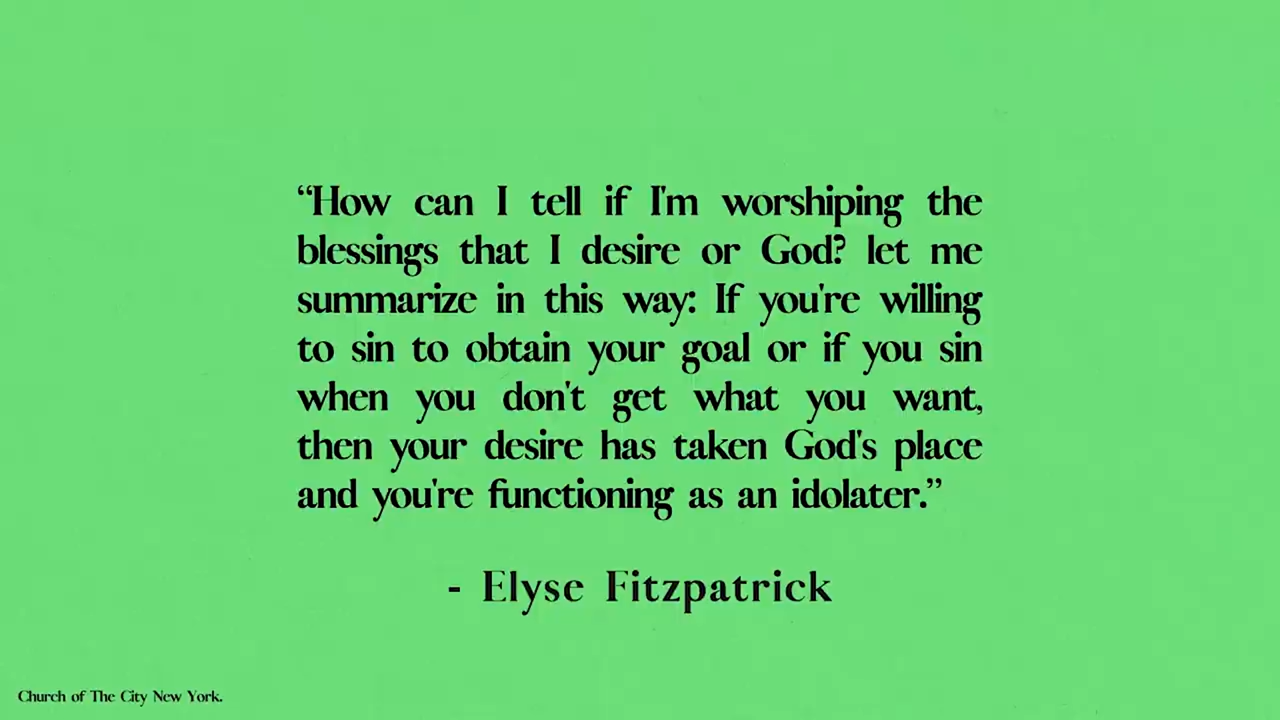 “How can I tell if I'm worshiping the
blessings that I desire or God? let me
summarize in this way: If you're willing
to sin to obtain your goal or if you sin
when you don't get what you want,
then your desire has taken God's place
and you're functioning as an idolater.”
- Elyse Fitzpatrick
Church of The City New York.